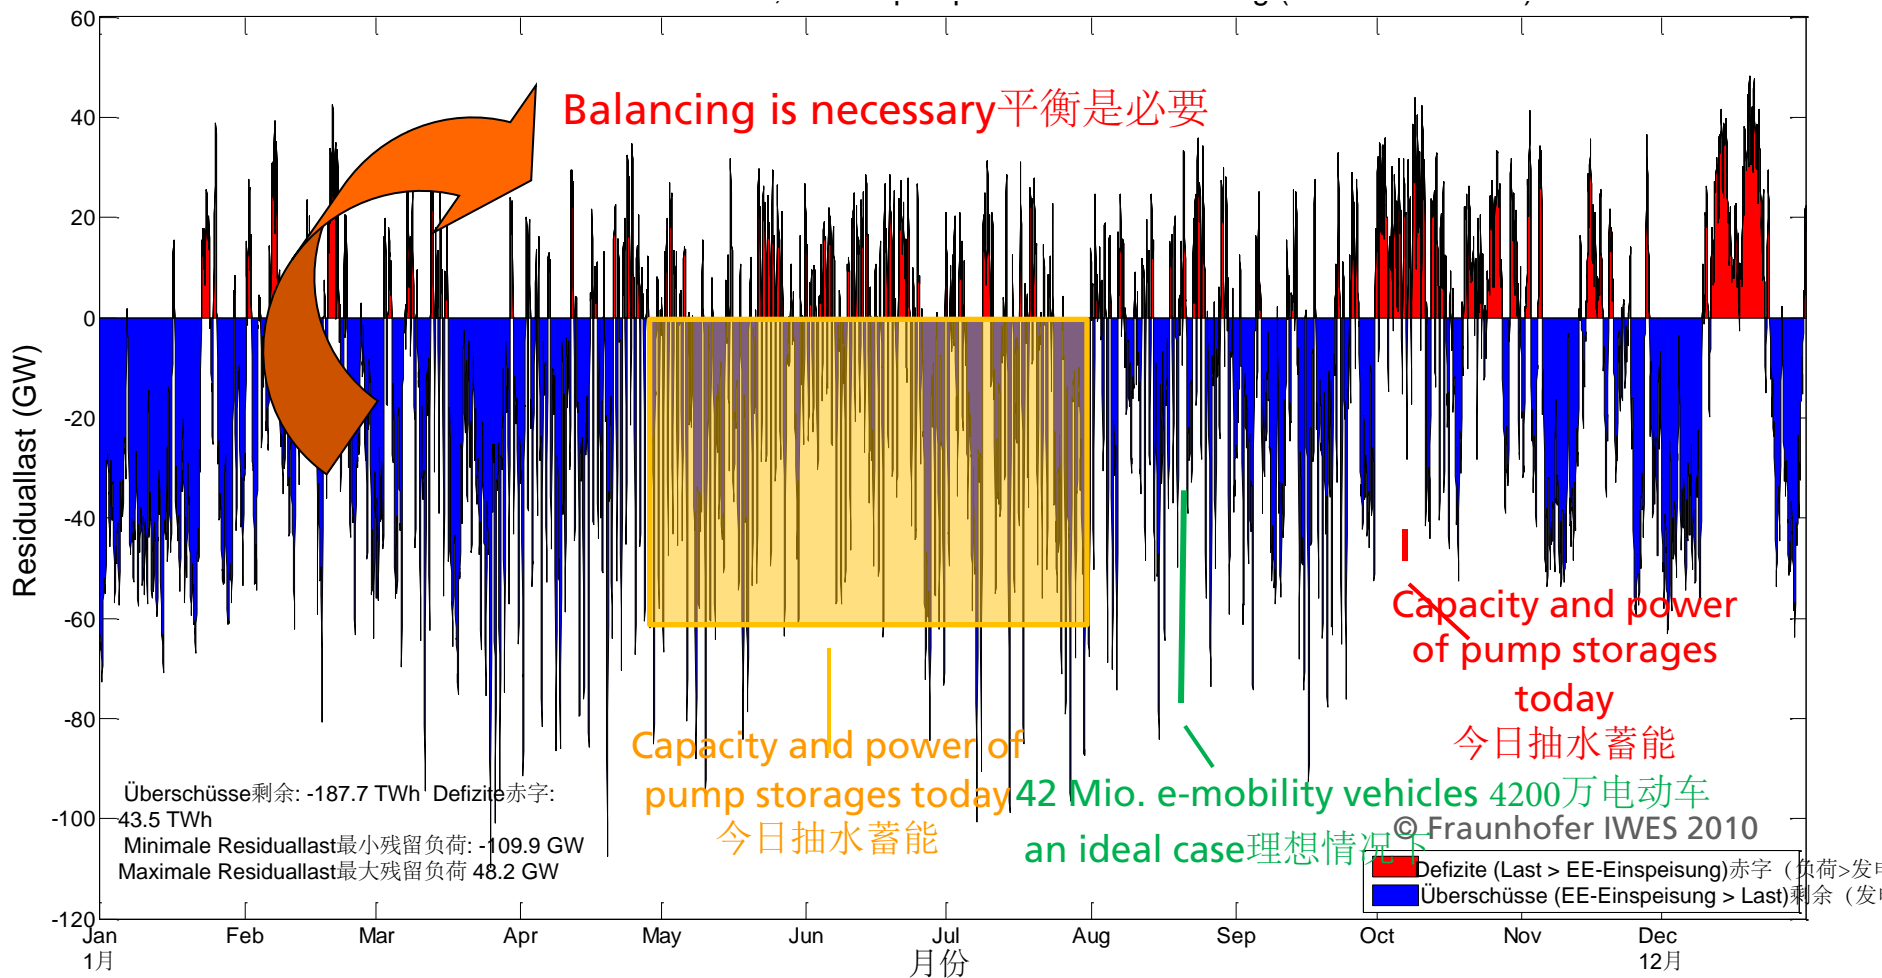 60
40
20
0
-20
-40
-60
-80
-100
-120
Residuallast (GW)
Balancing is necessary平衡是必要
Capacity and power of
pump storages today
今日抽水蓄能
42 Mio. e-mobility vehicles 4200万电动车
an ideal case理想情况下
Capacity and power
of pump storages
today
今日抽水蓄能
© Fraunhofer IWES 2010
Überschüsse剩余: -187.7 TWh Defizite赤字:
43.5 TWh
Minimale Residuallast最小残留负荷: -109.9 GW
Maximale Residuallast最大残留负荷 48.2 GW
Defizite (Last > EE-Einspeisung)赤字（负荷>发电
Überschüsse (EE-Einspeisung > Last)剩余（发电
Jan Feb Mar Apr May Jun Jul Aug Sep Oct Nov Dec
1月 12月
月份